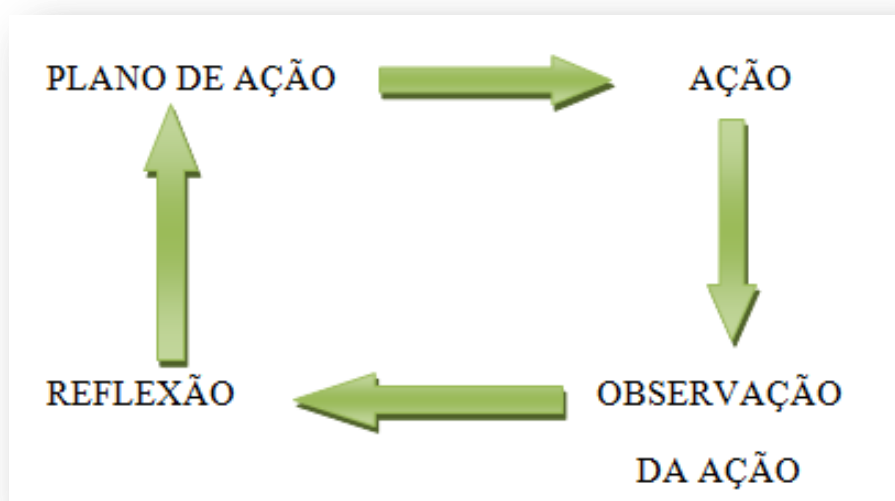 PLANO DE AÇÃO
AÇÃO
REFLEXÃO
OBSERVAÇÃO
DA AÇÃO